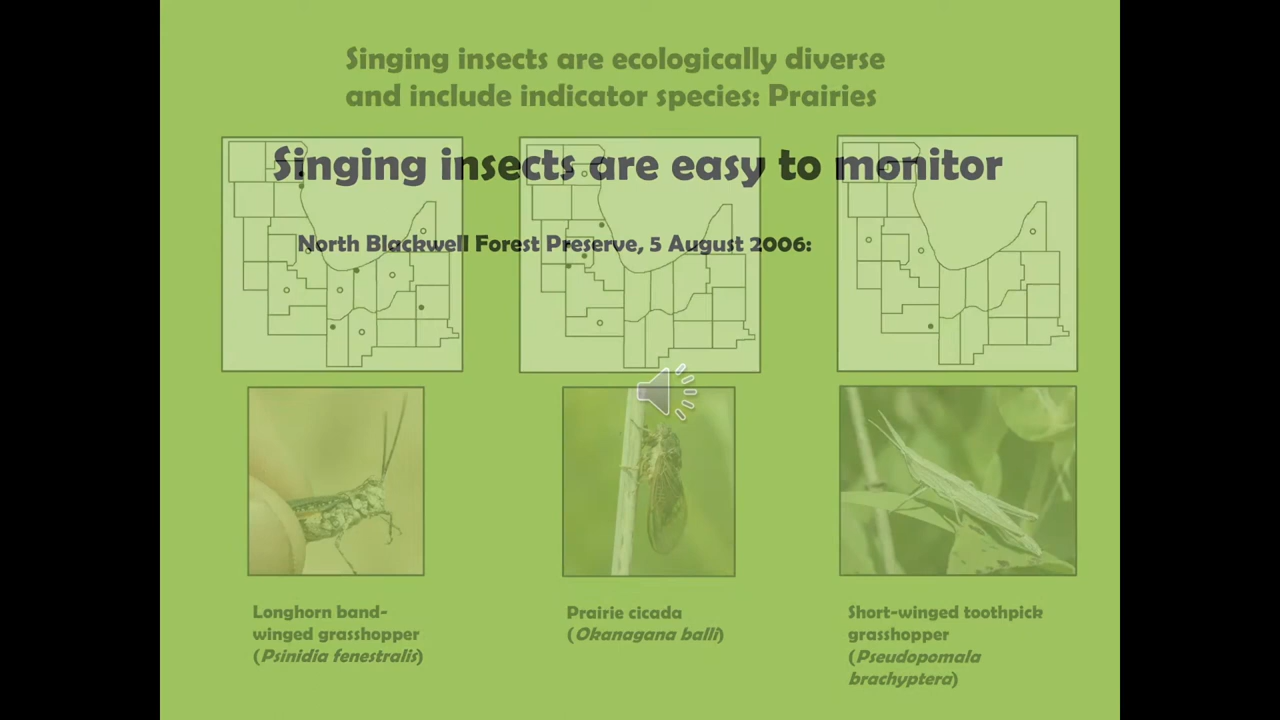 Singing insects are ecologically diverse
and include indicator species: Prairies
Singing insects are easy to monitor
North Blackwell Forest Preserve, 5 August 2006:
Longhorn band-
winged grasshopper
(Psinidia fenestralis)
Prairie cicada
(Okanagana balli)
Short-winged toothpick
grasshopper
(Pseudopomala
brachyptera)